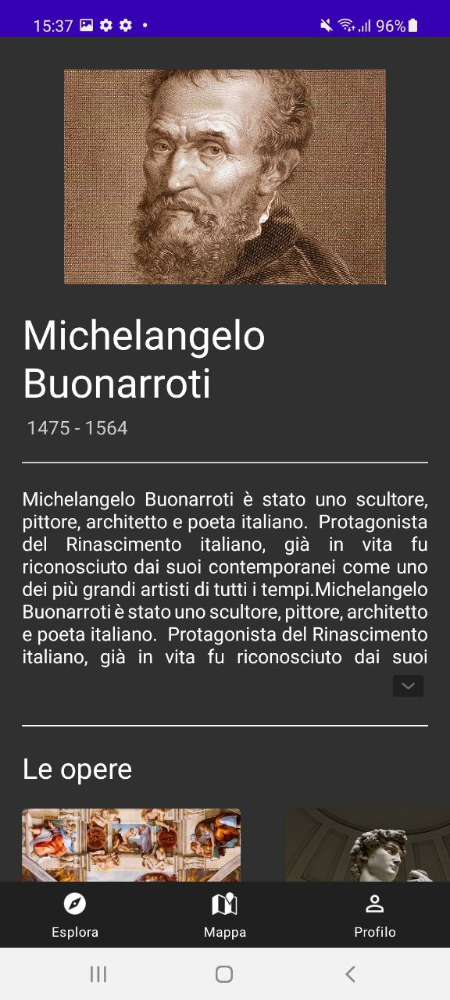 15:37
96%
Michelangelo
Buonarroti
1475 - 1564
Michelangelo Buonarroti è stato uno scultore,
pittore, architetto e poeta italiano.  Protagonista
del Rinascimento italiano, già in vita fu
riconosciuto dai suoi contemporanei come uno
dei più grandi artisti di tutti i tempi.Michelangelo
Buonarroti è stato uno scultore, pittore, architetto
e poeta italiano.  Protagonista del Rinascimento
italiano, già in vita fu riconosciuto dai suoi
Le opere
Esplora
Mappa
Profilo